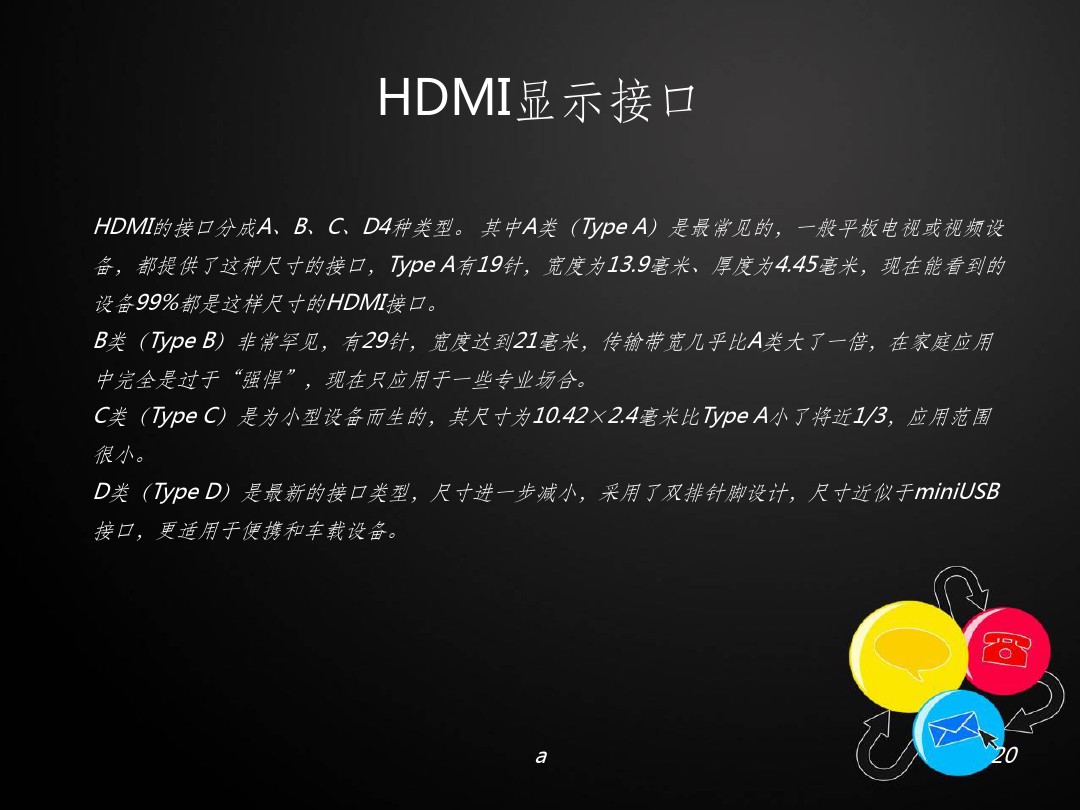 HDMI显示接口
HDMI的接口分成A、B、C、D4种类型。 其中A类（Type A）是最常见的，一般平板电视或视频设
备，都提供了这种尺寸的接口，Type A有19针，宽度为13.9毫米、厚度为4.45毫米，现在能看到的
设备99%都是这样尺寸的HDMI接口。
B类（Type B）非常罕见，有29针，宽度达到21毫米，传输带宽几乎比A类大了一倍，在家庭应用
中完全是过于“强悍”，现在只应用于一些专业场合。
C类（Type C）是为小型设备而生的，其尺寸为10.42×2.4毫米比Type A小了将近1/3，应用范围
很小。
D类（Type D）是最新的接口类型，尺寸进一步减小，采用了双排针脚设计，尺寸近似于miniUSB
接口，更适用于便携和车载设备。
a
20